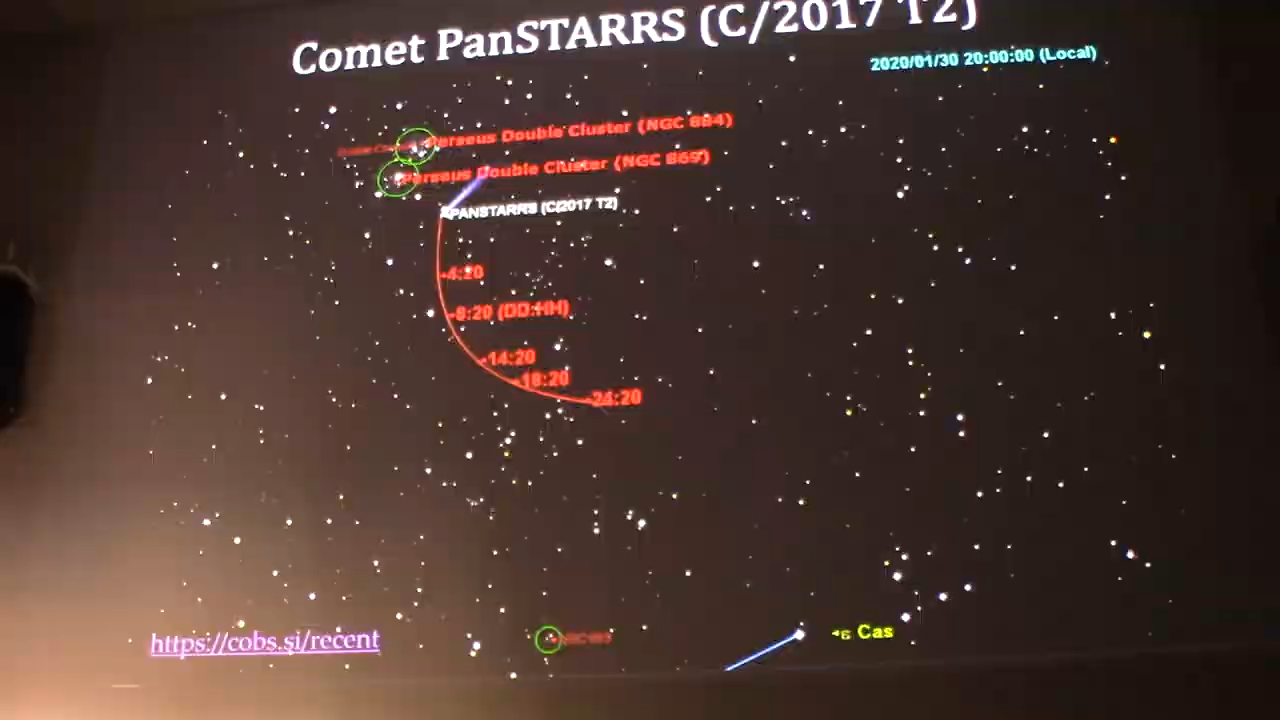 Comet PanSTARRS (C/2017 T2)
2020/01/30 20:00:00 (Local)
Perseus Double Cluster (NGC 884)
Perseus Double Cluster (NGC 869)
PANSTARRS (C/2017 T2)
-4:20
-8:20 (DD:HH)
-14:20
-18:20
-24:20
https://cobs.si/recent
Cas